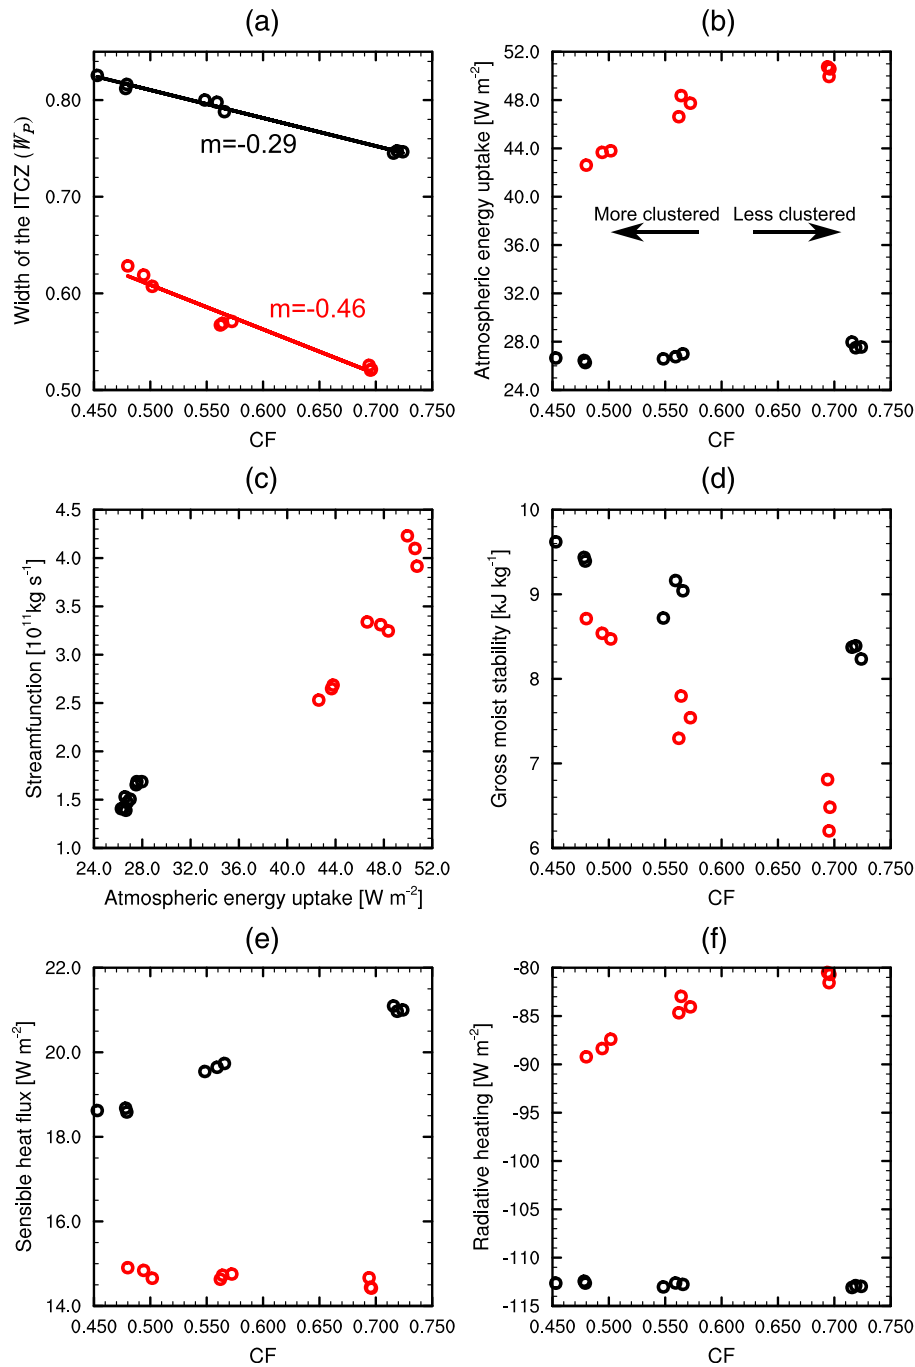 (a)
Width of the ITCZ (W_P)
0.80
0.70
0.60
0.50
m=-0.29
m=-0.46
0.450 0.500 0.550 0.600 0.650 0.700 0.750
CF
(b)
Atmospheric energy uptake [W m⁻²]
52.0
48.0
44.0
40.0
36.0
32.0
28.0
24.0
More clustered Less clustered
0.450 0.500 0.550 0.600 0.650 0.700 0.750
CF
(c)
Streamfunction [10¹¹kg s⁻¹]
4.5
4.0
3.5
3.0
2.5
2.0
1.5
1.0
24.0 28.0 32.0 36.0 40.0 44.0 48.0 52.0
Atmospheric energy uptake [W m⁻²]
(d)
Gross moist stability [kJ kg⁻¹]
10
9
8
7
6
0.450 0.500 0.550 0.600 0.650 0.700 0.750
CF
(e)
Sensible heat flux [W m⁻²]
22.0
20.0
18.0
16.0
14.0
0.450 0.500 0.550 0.600 0.650 0.700 0.750
CF
(f)
Radiative heating [W m⁻²]
-80
-85
-90
-95
-100
-105
-110
-115
0.450 0.500 0.550 0.600 0.650 0.700 0.750
CF